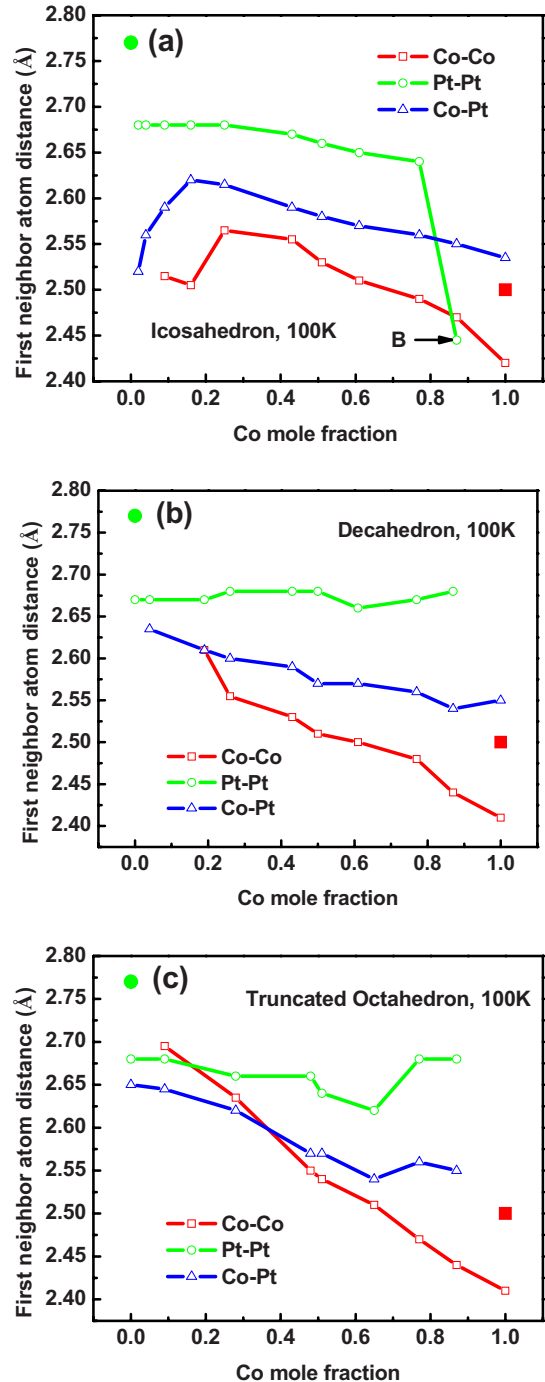 (a)
Co-Co
Pt-Pt
Co-Pt
2.80
2.75
2.70
2.65
2.60
2.55
2.50
2.45
2.40
First neighbor atom distance (Å)
Icosahedron, 100K
B
0.0 0.2 0.4 0.6 0.8 1.0
Co mole fraction
(b)
Decahedron, 100K
2.80
2.75
2.70
2.65
2.60
2.55
2.50
2.45
2.40
First neighbor atom distance (Å)
Co-Co
Pt-Pt
Co-Pt
0.0 0.2 0.4 0.6 0.8 1.0
Co mole fraction
(c)
Truncated Octahedron, 100K
2.80
2.75
2.70
2.65
2.60
2.55
2.50
2.45
2.40
First neighbor atom distance (Å)
Co-Co
Pt-Pt
Co-Pt
0.0 0.2 0.4 0.6 0.8 1.0
Co mole fraction